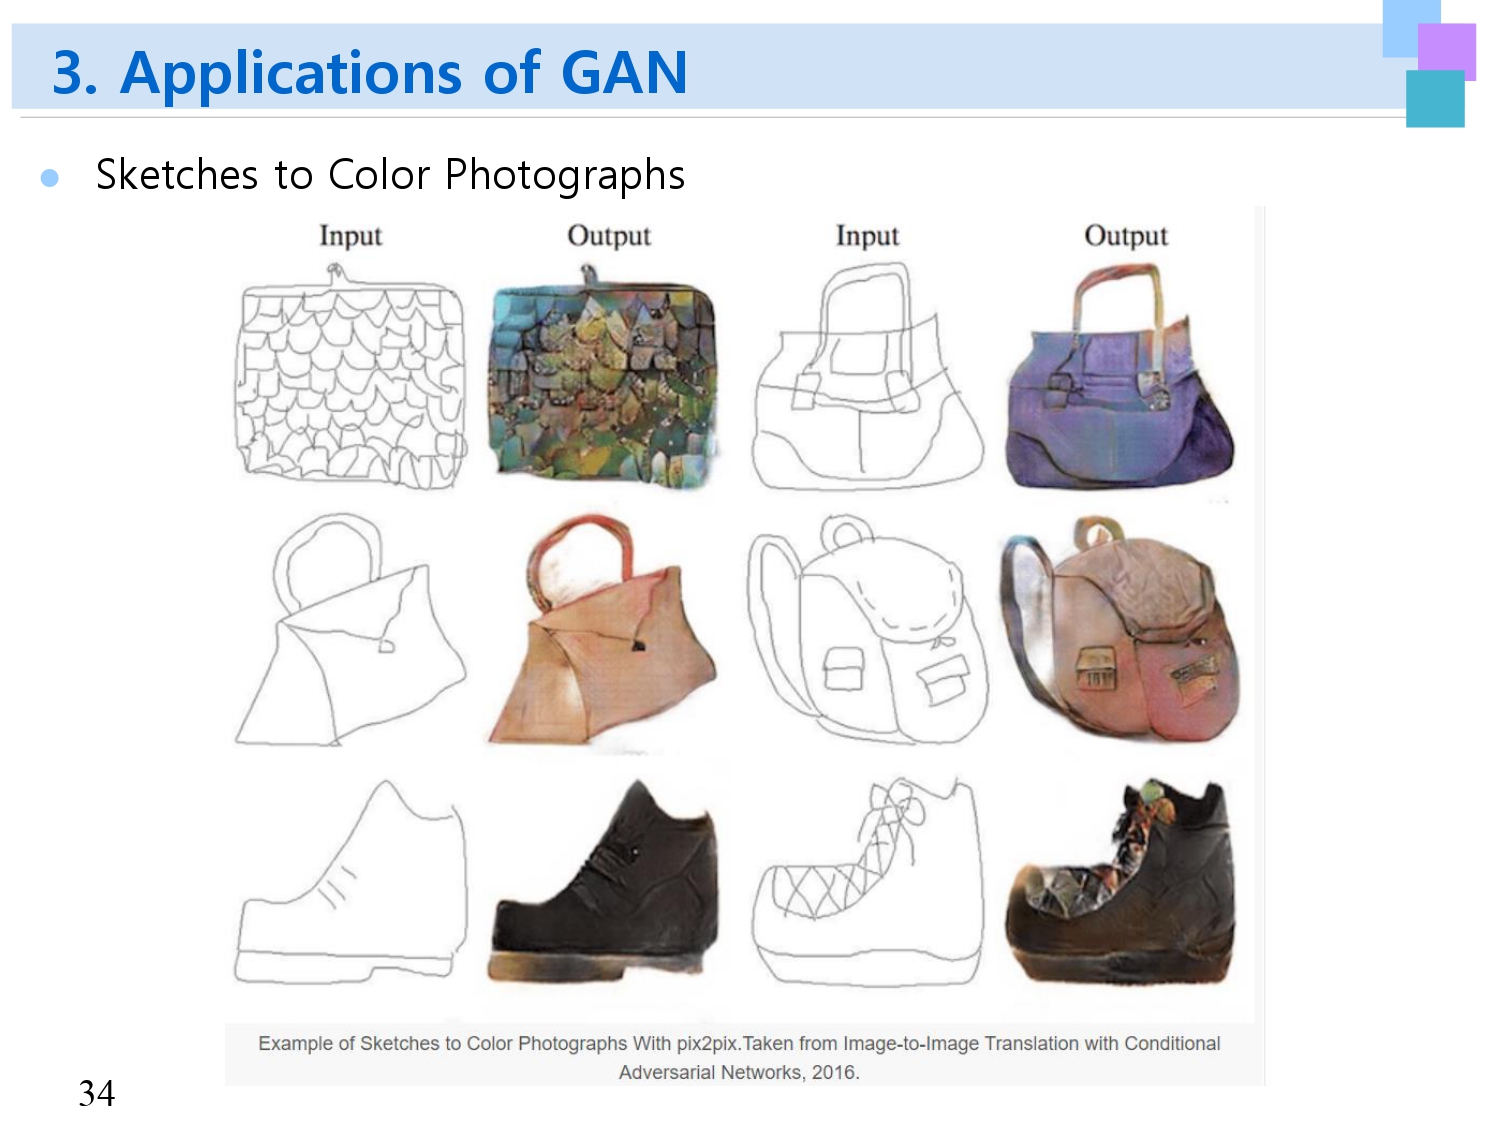 3. Applications of GAN
Sketches to Color Photographs
Input Output Input Output
Example of Sketches to Color Photographs With pix2pix.Taken from Image-to-Image Translation with Conditional
Adversarial Networks, 2016.
34